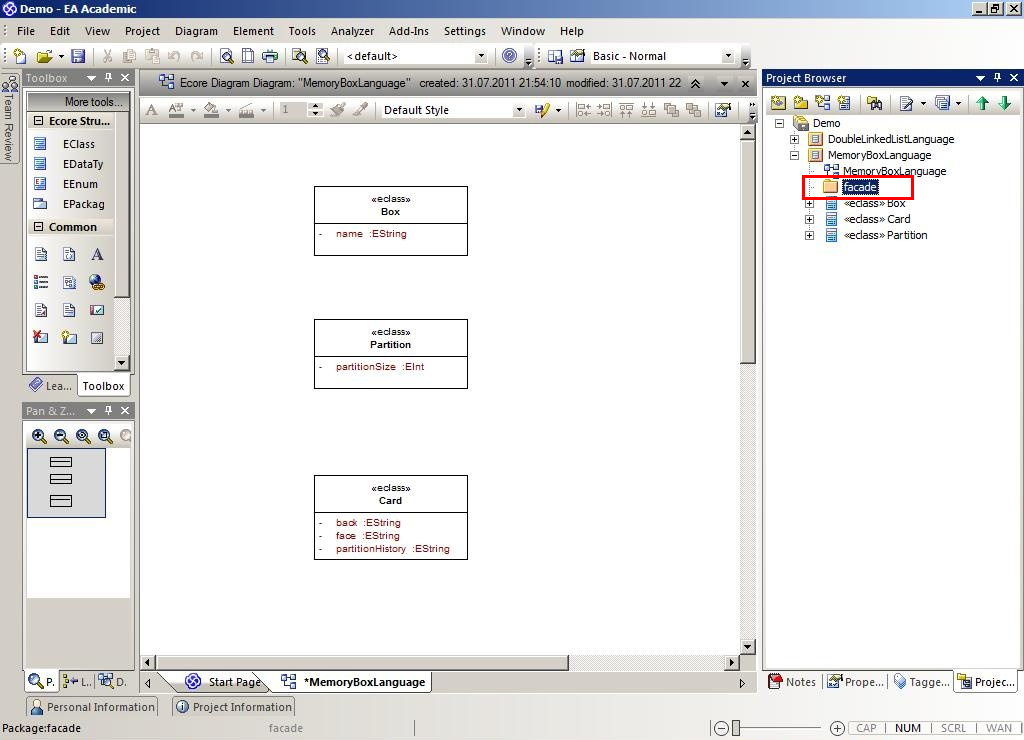 Demo - EA Academic
File Edit View Project Diagram Element Tools Analyzer Add-Ins Settings Window Help
<default> Basic - Normal
Team Review
Toolbox
More tools...
Ecore Stru...
EClass
EDataTy
EEnum
EPackag
Common
Lea... Toolbox
Pan & Z...
P. L.. D.
Ecore Diagram Diagram: "MemoryBoxLanguage" created: 31.07.2011 21:54:10 modified: 31.07.2011 22
1 Default Style
«eclass»
Box
- name :EString
«eclass»
Partition
- partitionSize :EInt
«eclass»
Card
- back :EString
- face :EString
- partitionHistory :EString
Start Page *MemoryBoxLanguage
Project Browser
Demo
DoubleLinkedListLanguage
MemoryBoxLanguage
MemoryBoxLanguage
facade
«eclass» Box
«eclass» Card
«eclass» Partition
Notes Prope... Tagge... Projec...
Personal Information Project Information
Package:facade facade CAP NUM SCRL WAN